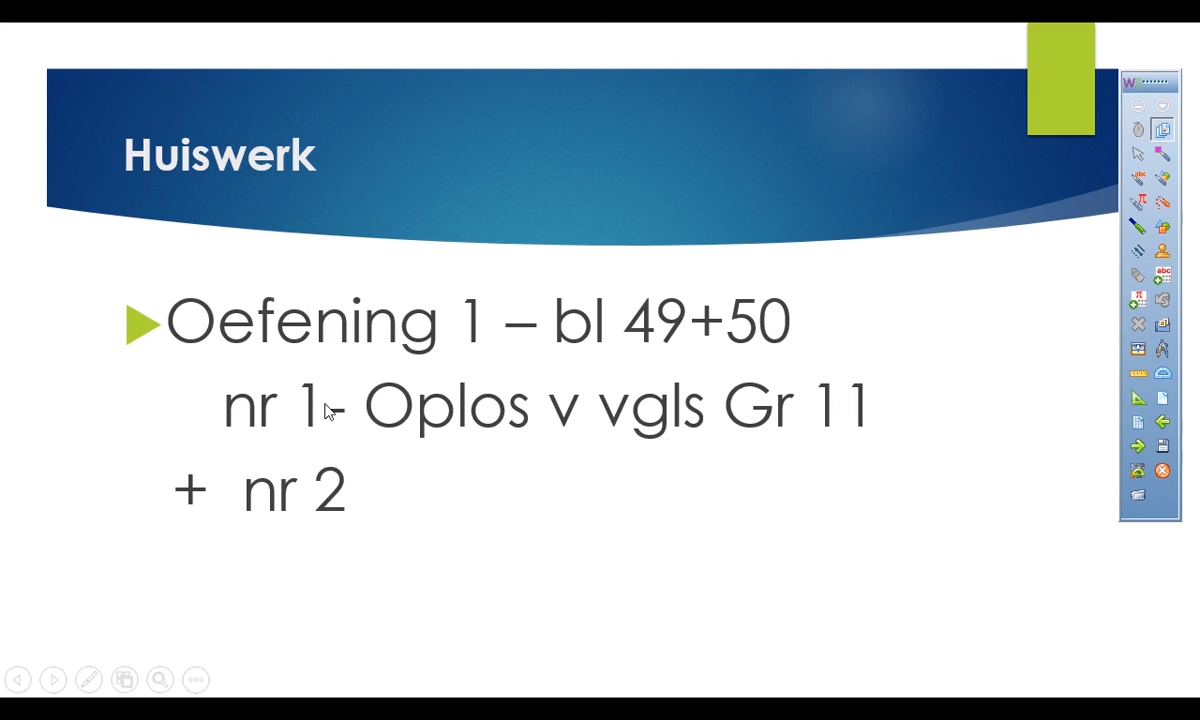 Huiswerk
Oefening 1 – bl 49+50
nr 1- Oplos v vgls Gr 11
+ nr 2